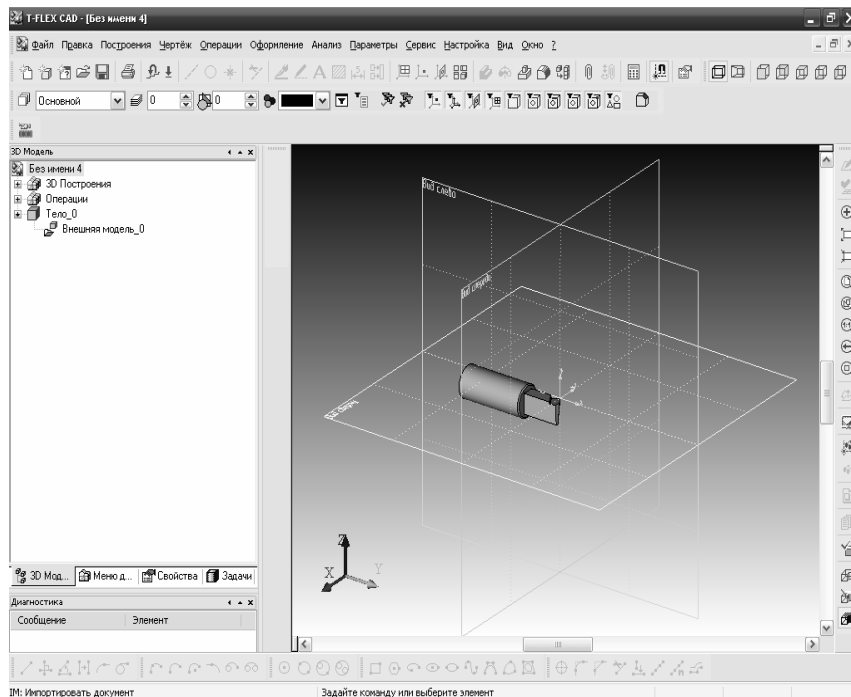 T-FLEX CAD - [Без имени 4]
Файл Правка Построения Чертёж Операции Оформление Анализ Параметры Сервис Настройка Вид Окно ?
Основной 0 0
3D Модель
Без имени 4
3D Построения
Операции
Тело_0
Внешняя модель_0
Вид слева
Вид спереди
Вид сверху
Z
X Y
3D Мод... Меню д... Свойства Задачи
Диагностика
Сообщение Элемент
IM: Импортировать документ Задайте команду или выберите элемент